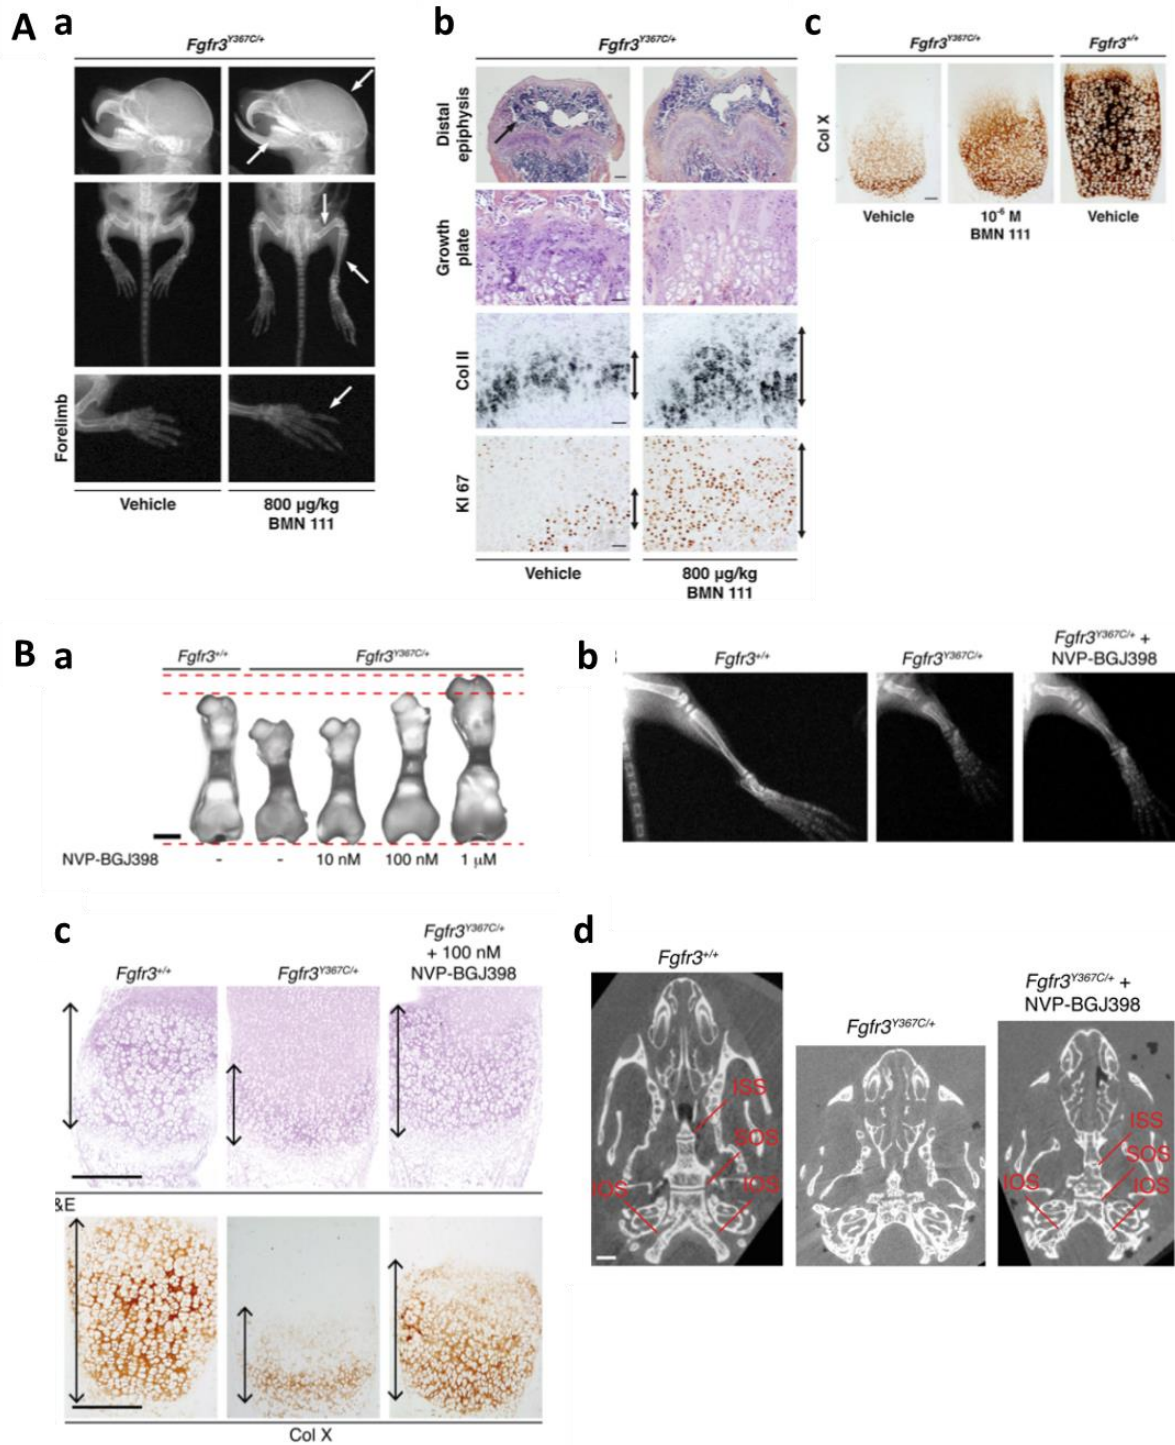 A a
Fgfr3Y367C/+
Forelimb
Vehicle
800 µg/kg
BMN 111
b
Fgfr3Y367C/+
Distal
epiphysis
Growth
plate
Col II
KI 67
Vehicle
800 µg/kg
BMN 111
c
Fgfr3Y367C/+
Fgfr3+/+
Col X
Vehicle
10-6 M
BMN 111
Vehicle
B a
Fgfr3+/+
Fgfr3Y367C/+
NVP-BGJ398 - - 10 nM 100 nM 1 µM
b
Fgfr3+/+
Fgfr3Y367C/+
Fgfr3Y367C/+ +
NVP-BGJ398
c
Fgfr3+/+
Fgfr3Y367C/+
Fgfr3Y367C/+
+ 100 nM
NVP-BGJ398
&E
Col X
d
Fgfr3+/+
ISS
SOS
IOS
IOS
Fgfr3Y367C/+
Fgfr3Y367C/+ +
NVP-BGJ398
ISS
SOS
IOS
IOS